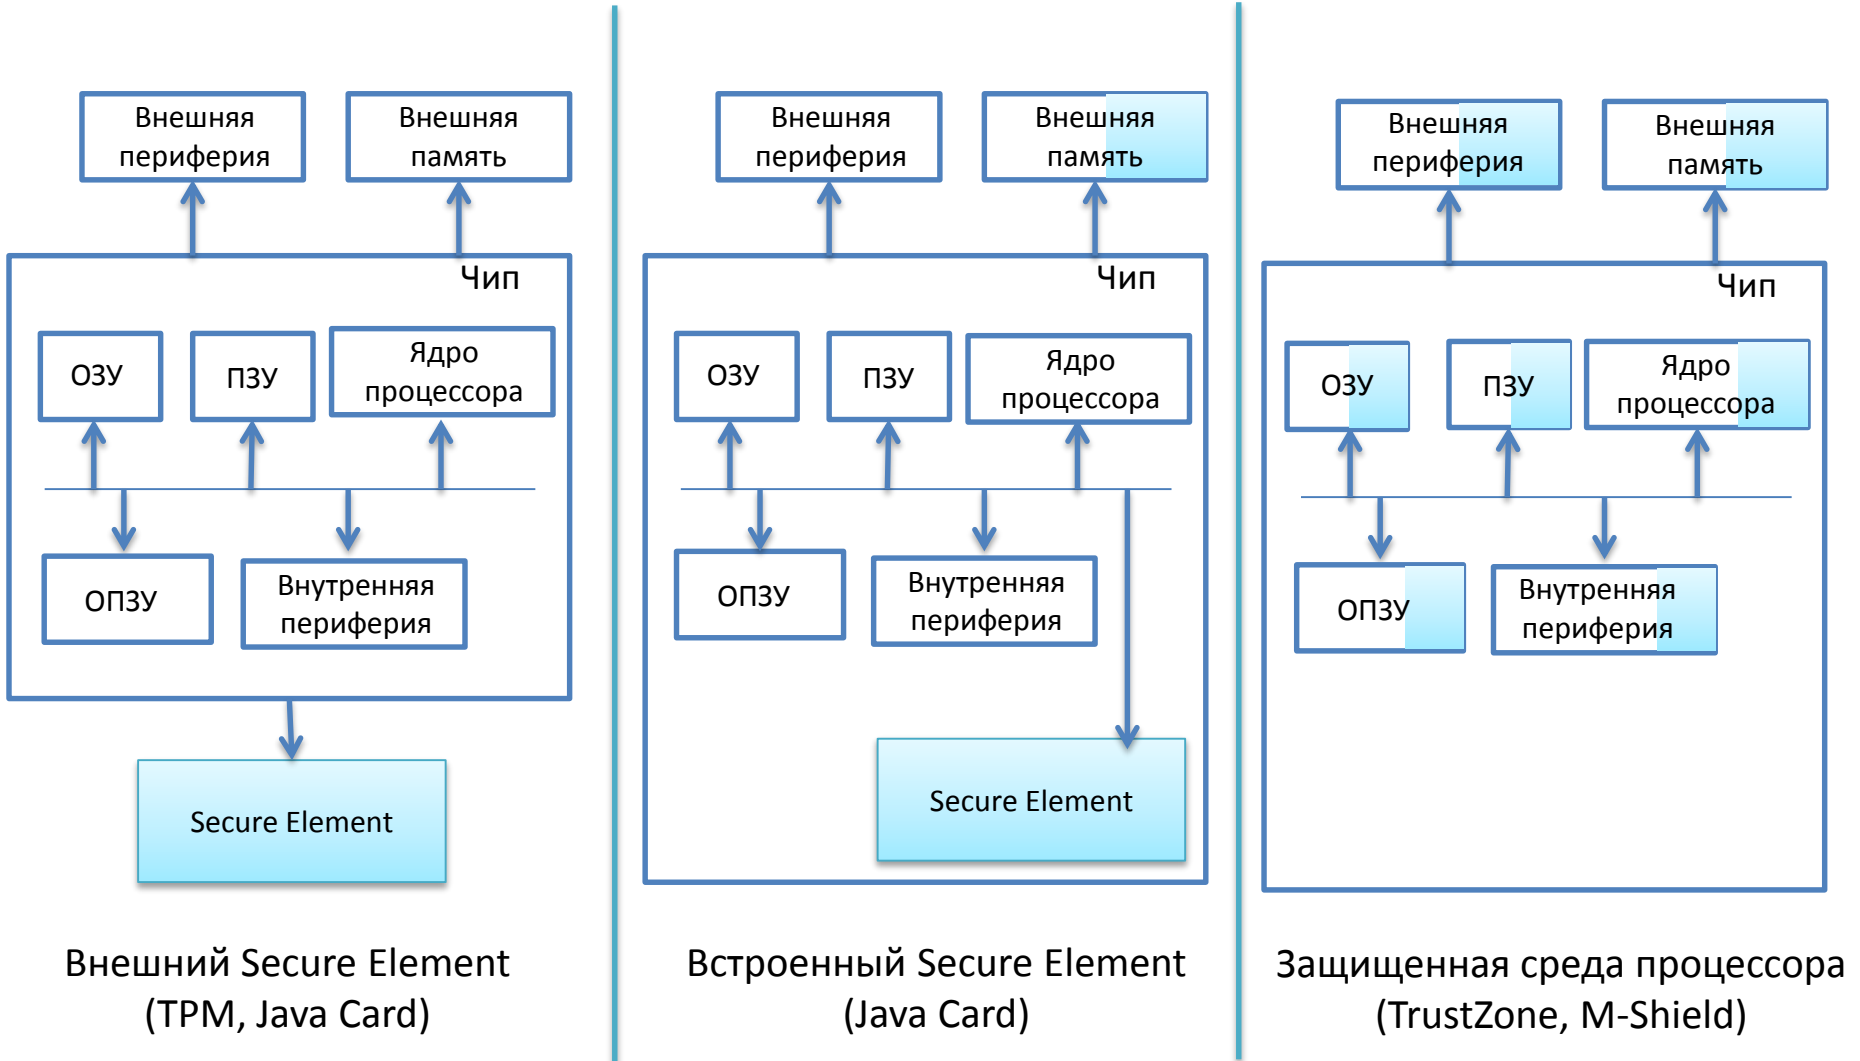 Внешняя
периферия
Внешняя
память
Чип
ОЗУ
ПЗУ
Ядро
процессора
ОПЗУ
Внутренняя
периферия
Secure Element
Внешний Secure Element
(TPM, Java Card)
Внешняя
периферия
Внешняя
память
Чип
ОЗУ
ПЗУ
Ядро
процессора
ОПЗУ
Внутренняя
периферия
Secure Element
Встроенный Secure Element
(Java Card)
Внешняя
периферия
Внешняя
память
Чип
ОЗУ
ПЗУ
Ядро
процессора
ОПЗУ
Внутренняя
периферия
Защищенная среда процессора
(TrustZone, M-Shield)